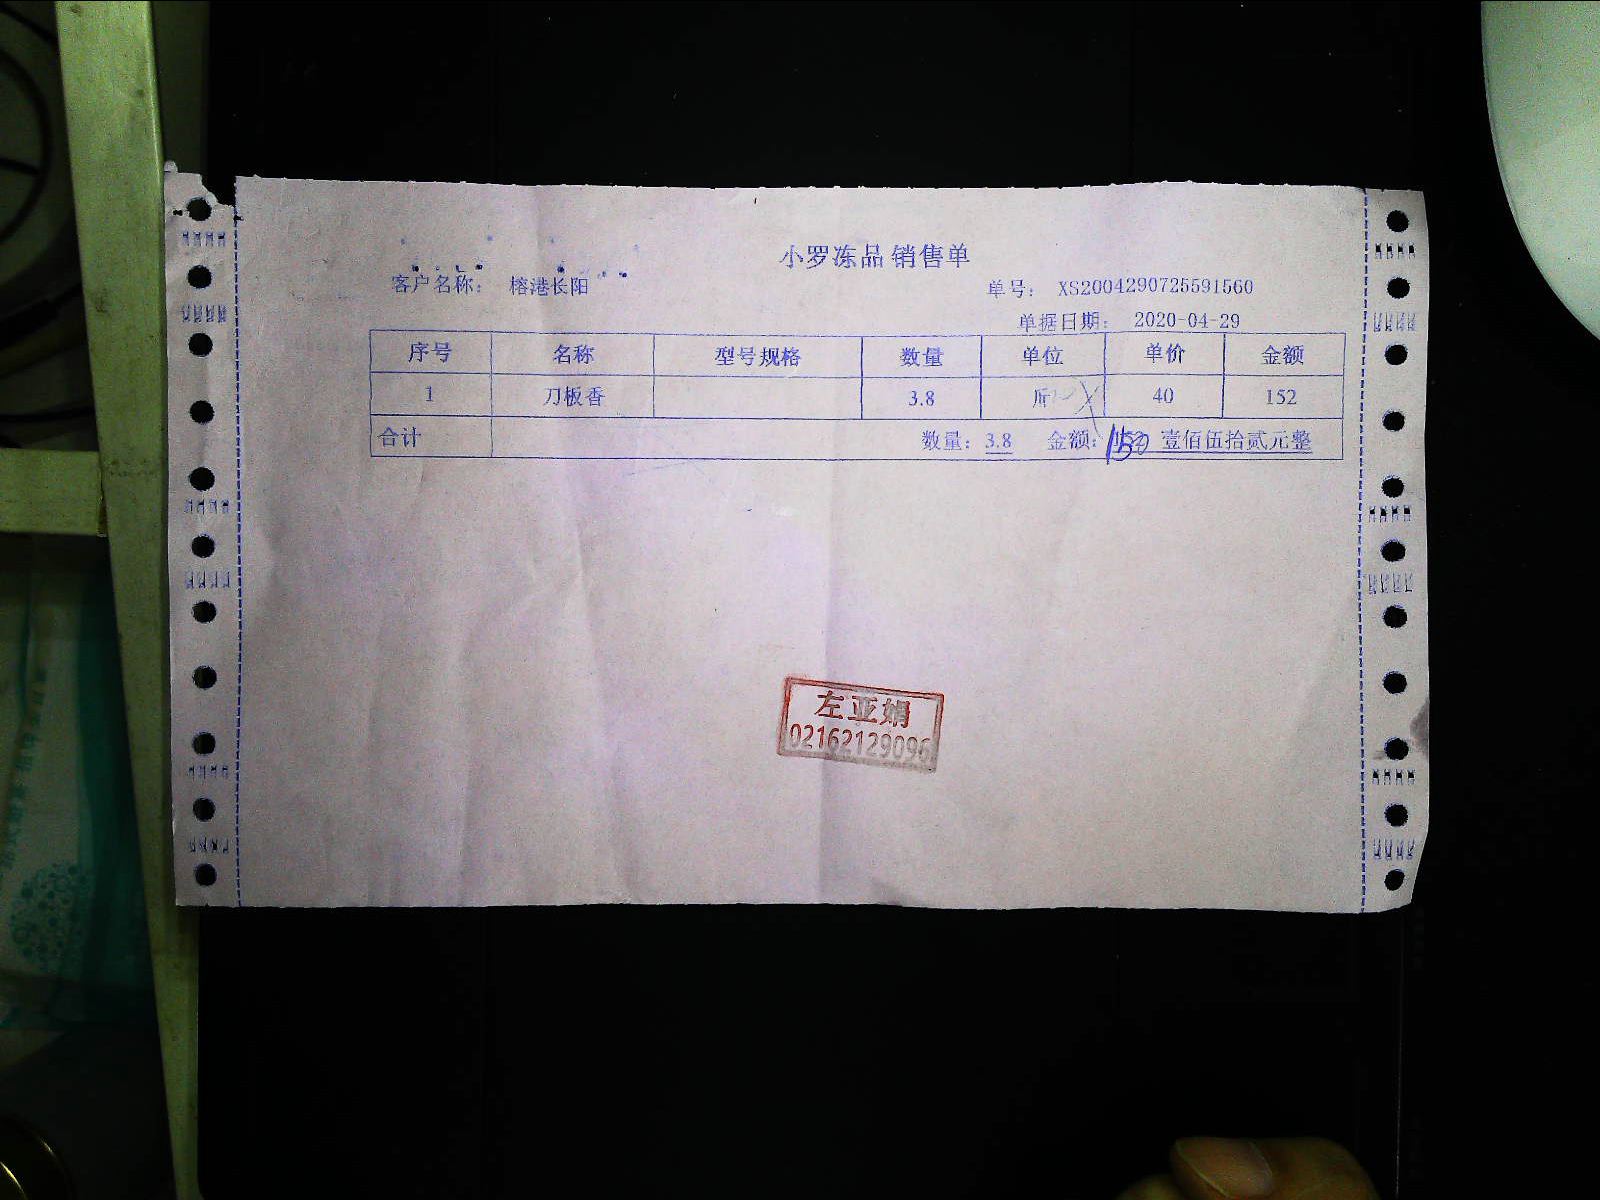 小罗冻品 销售单
客户名称： 榕港长阳 单号： XS2004290725591560
单据日期： 2020-04-29
序号 名称 型号规格 数量 单位 单价 金额
1 刀板香 3.8 斤 40 152
合计 数量：3.8 金额：150 壹佰伍拾贰元整
左亚娟
02162129096